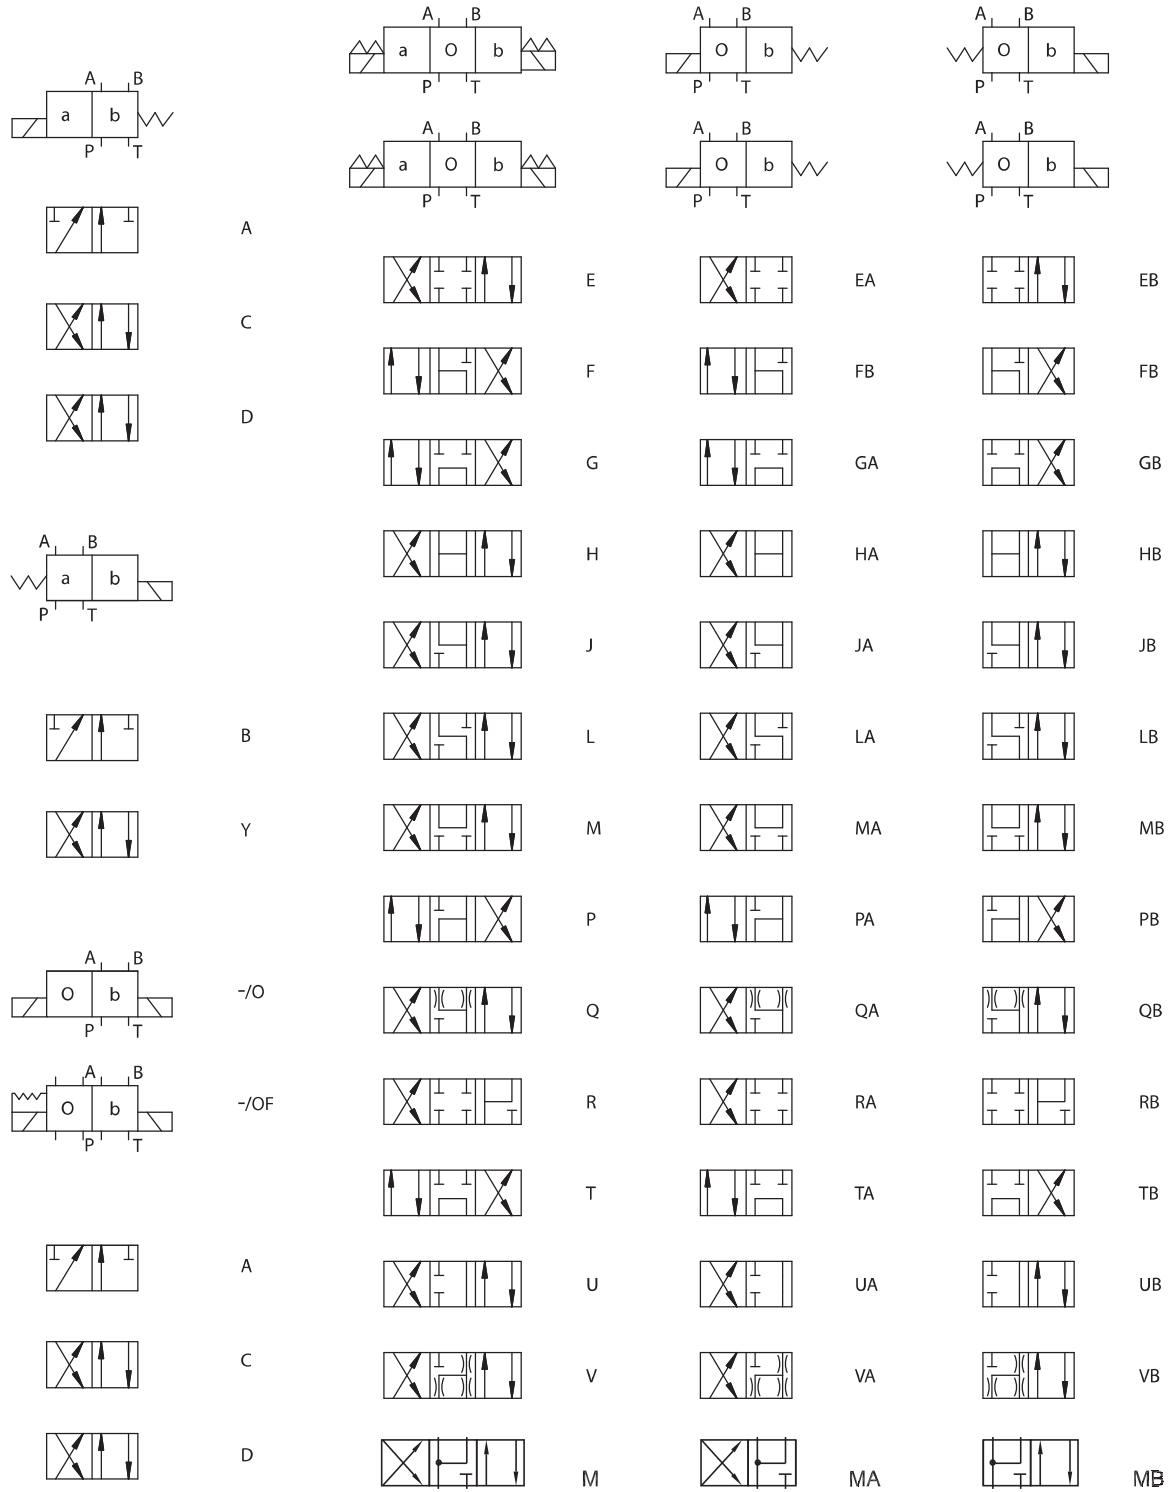 A B
a O b
P T
A B
O b
P T
A B
O b
P T
A B
a b
P T
A B
a O b
P T
A B
O b
P T
A B
O b
P T
A
E EA EB
C
F FB FB
D
G GA GB
A B
a b
P T
H HA HB
J JA JB
B
L LA LB
Y
M MA MB
P PA PB
A B
O b
P T
-/O
Q QA QB
A B
O b
P T
-/OF
R RA RB
T TA TB
A
U UA UB
C
V VA VB
D
M MA MB